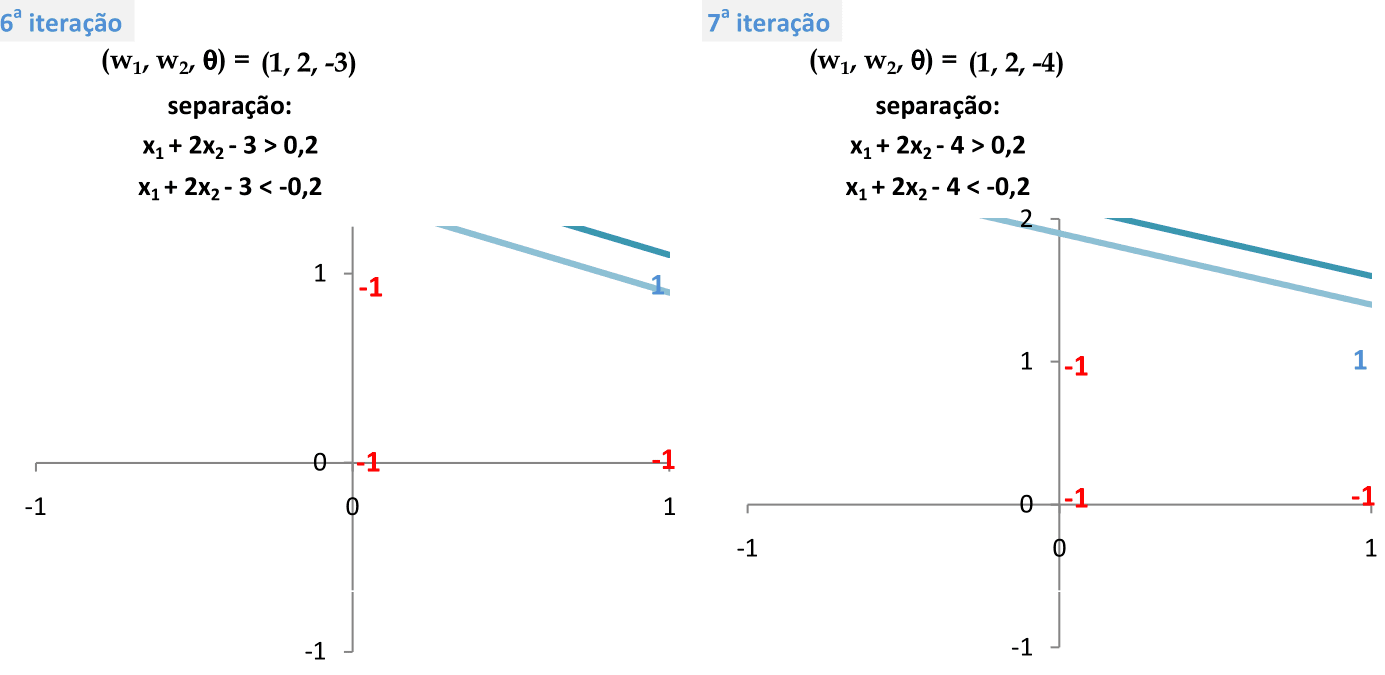 6ª iteração
(w₁, w₂, θ) = (1, 2, -3)
separação:
x₁ + 2x₂ - 3 > 0,2
x₁ + 2x₂ - 3 < -0,2
1
-1
1
0
-1
-1
-1
0
1
-1
7ª iteração
(w₁, w₂, θ) = (1, 2, -4)
separação:
x₁ + 2x₂ - 4 > 0,2
x₁ + 2x₂ - 4 < -0,2
2
1
-1
1
0
-1
-1
-1
0
1
-1